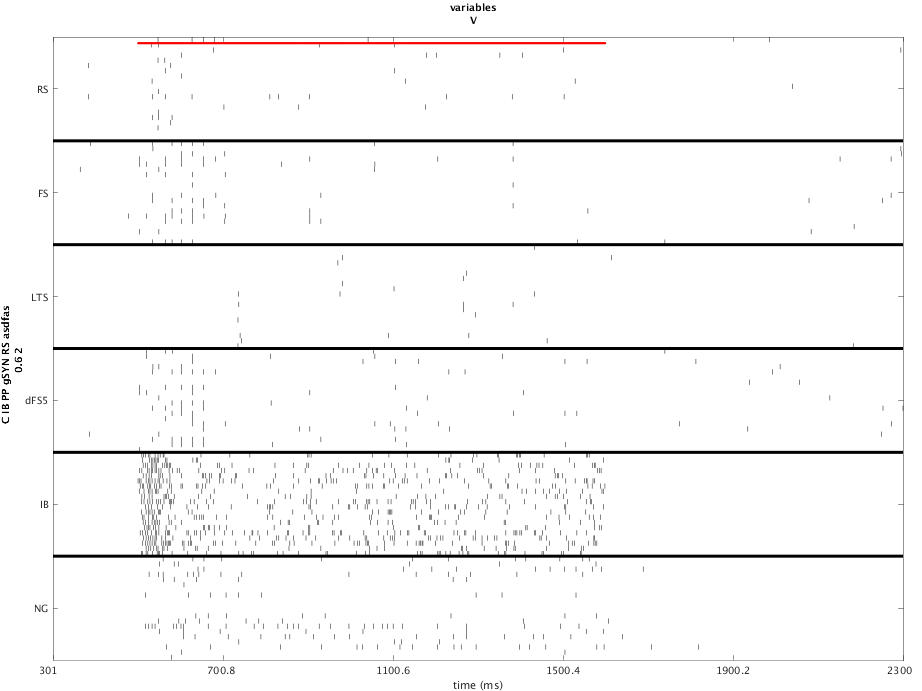 variables
V
RS
FS
LTS
dFS5
IB
NG
C IB PP gSYN RS asdfas
0.6 2
301
700.8
1100.6
1500.4
1900.2
2300
time (ms)